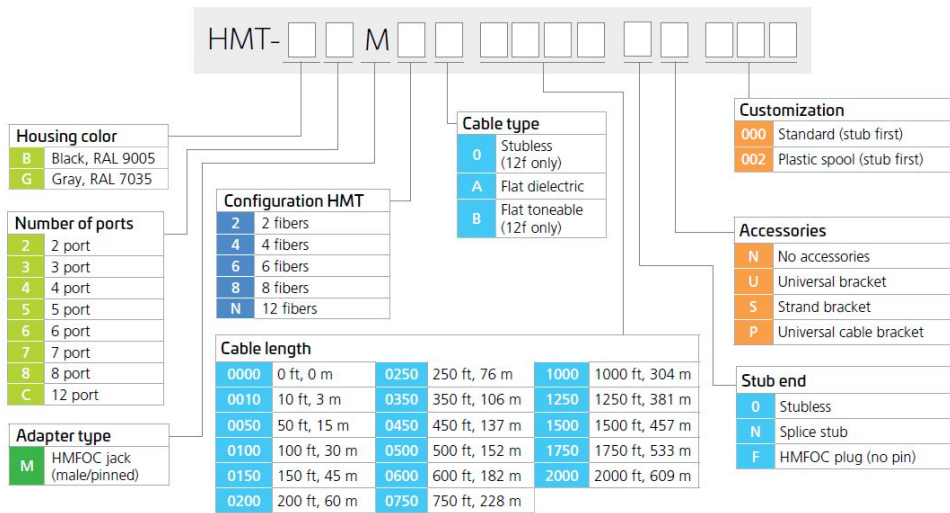 HMT- M
Housing color
B Black, RAL 9005
G Gray, RAL 7035
Number of ports
2 2 port
3 3 port
4 4 port
5 5 port
6 6 port
7 7 port
8 8 port
C 12 port
Adapter type
M HMFOC jack
(male/pinned)
Configuration HMT
2 2 fibers
4 4 fibers
6 6 fibers
8 8 fibers
N 12 fibers
Cable type
0 Stubless
(12f only)
A Flat dielectric
B Flat toneable
(12f only)
Cable length
0000 0 ft, 0 m 0250 250 ft, 76 m 1000 1000 ft, 304 m
0010 10 ft, 3 m 0350 350 ft, 106 m 1250 1250 ft, 381 m
0050 50 ft, 15 m 0450 450 ft, 137 m 1500 1500 ft, 457 m
0100 100 ft, 30 m 0500 500 ft, 152 m 1750 1750 ft, 533 m
0150 150 ft, 45 m 0600 600 ft, 182 m 2000 2000 ft, 609 m
0200 200 ft, 60 m 0750 750 ft, 228 m
Customization
000 Standard (stub first)
002 Plastic spool (stub first)
Accessories
N No accessories
U Universal bracket
S Strand bracket
P Universal cable bracket
Stub end
0 Stubless
N Splice stub
F HMFOC plug (no pin)